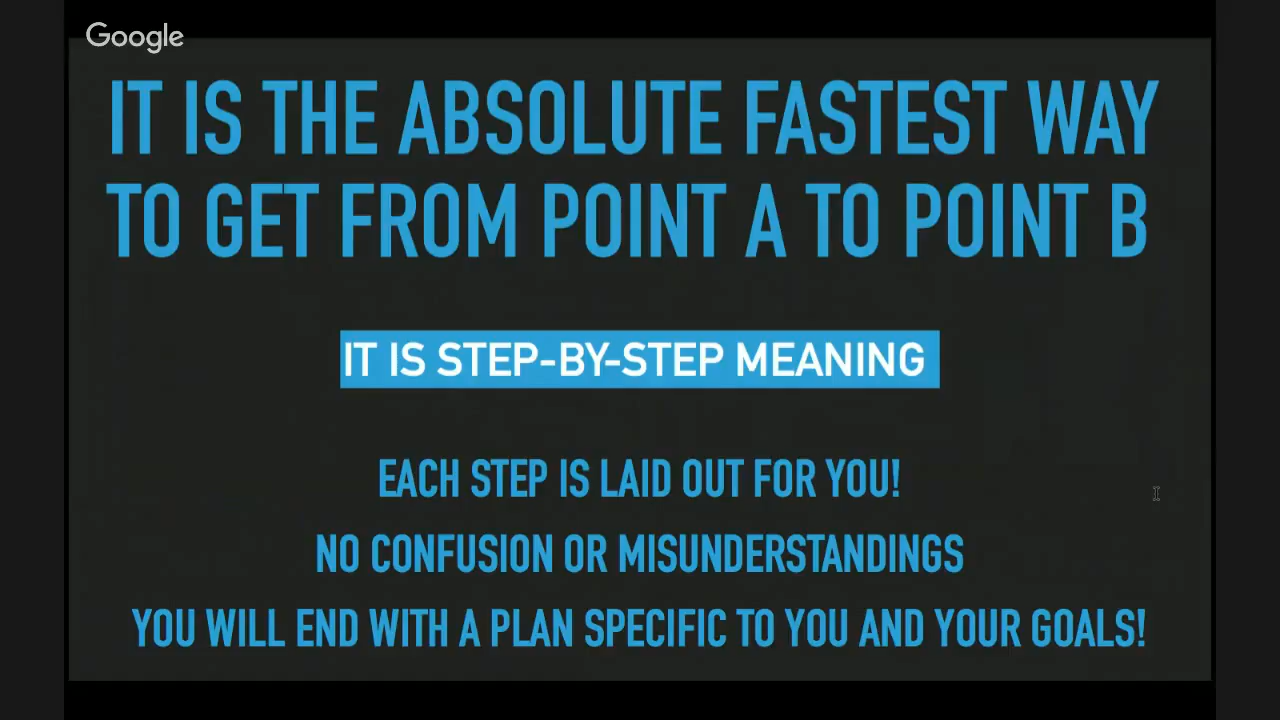 Google
IT IS THE ABSOLUTE FASTEST WAY
TO GET FROM POINT A TO POINT B
IT IS STEP-BY-STEP MEANING
EACH STEP IS LAID OUT FOR YOU!
NO CONFUSION OR MISUNDERSTANDINGS
YOU WILL END WITH A PLAN SPECIFIC TO YOU AND YOUR GOALS!